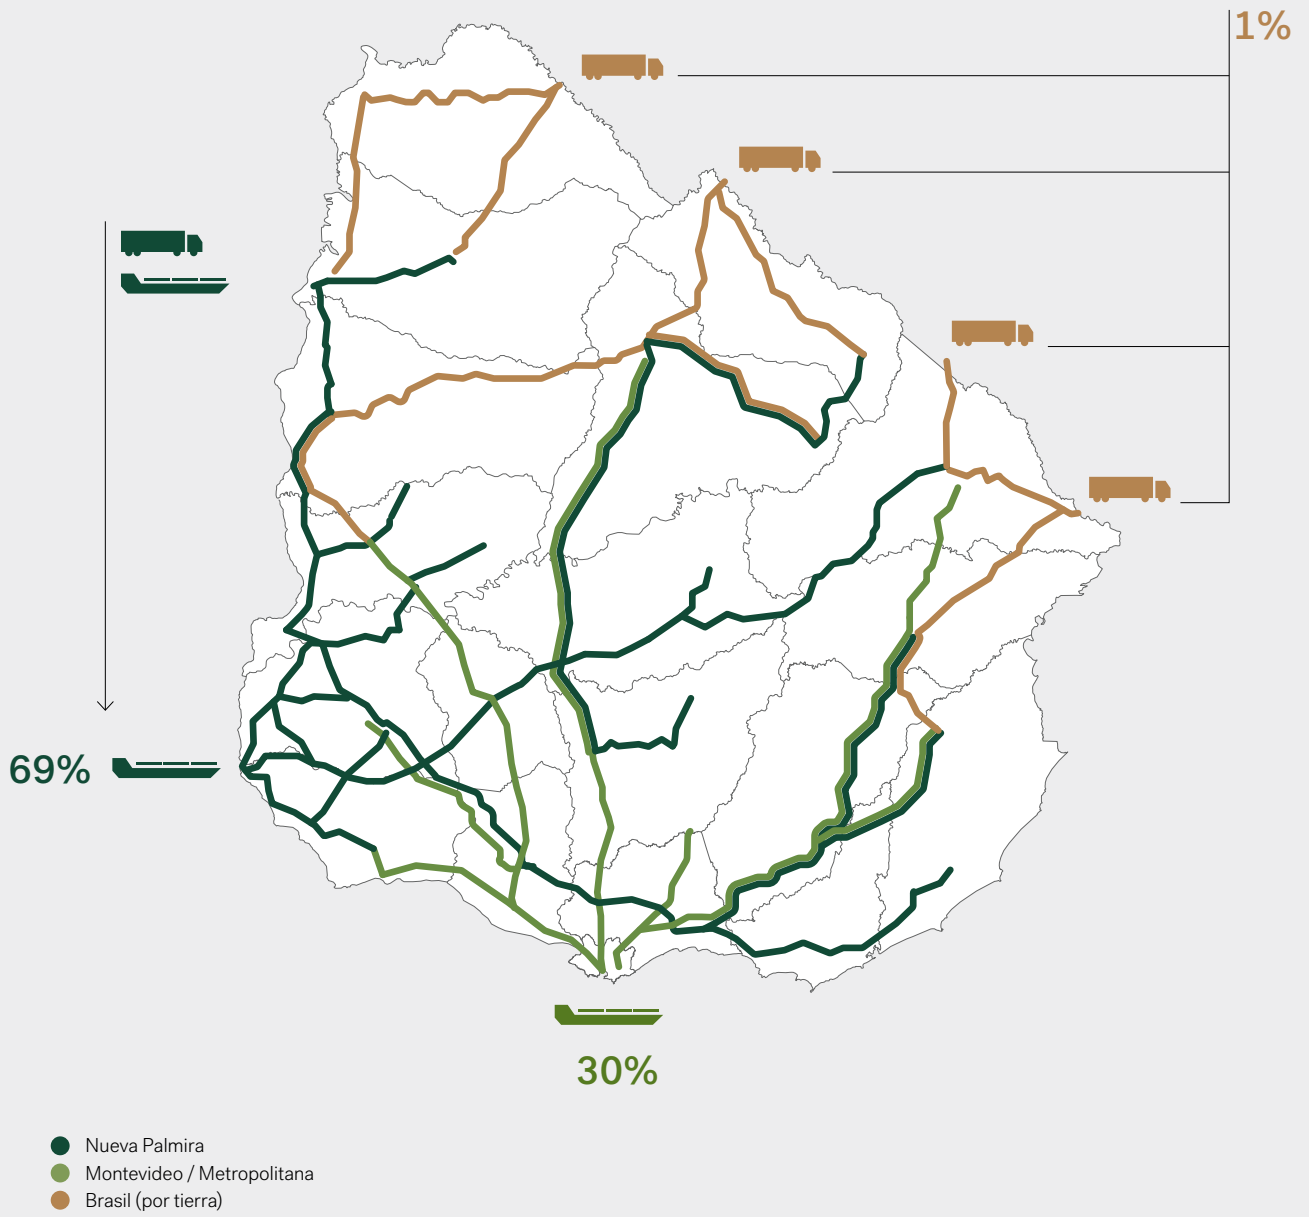 1%
69%
30%
Nueva Palmira
Montevideo / Metropolitana
Brasil (por tierra)